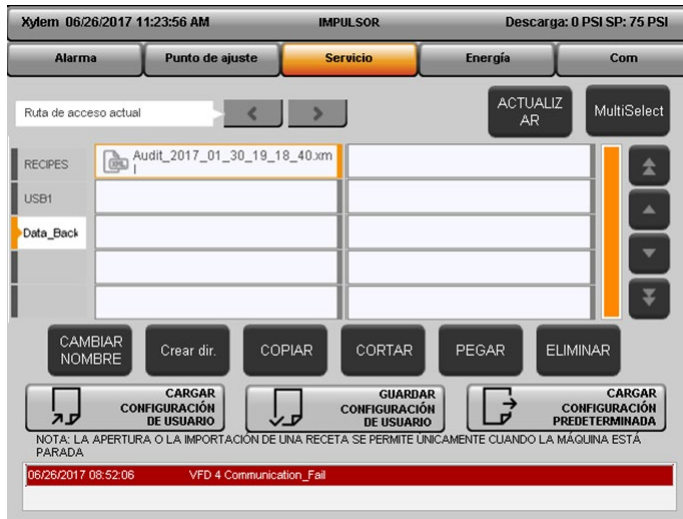 Xylem 06/26/2017 11:23:56 AM IMPULSOR Descarga: 0 PSI SP: 75 PSI
Alarma Punto de ajuste Servicio Energía Com
Ruta de acceso actual < > ACTUALIZ
AR MultiSelect
RECIPES Audit_2017_01_30_19_18_40.xm
l
USB1
Data_Back
CAMBIAR
NOMBRE Crear dir. COPIAR CORTAR PEGAR ELIMINAR
CARGAR
CONFIGURACIÓN
DE USUARIO
GUARDAR
CONFIGURACIÓN
DE USUARIO
CARGAR
CONFIGURACIÓN
PREDETERMINADA
NOTA: LA APERTURA O LA IMPORTACIÓN DE UNA RECETA SE PERMITE ÚNICAMENTE CUANDO LA MÁQUINA ESTÁ
PARADA
06/26/2017 08:52:06 VFD 4 Communication_Fail